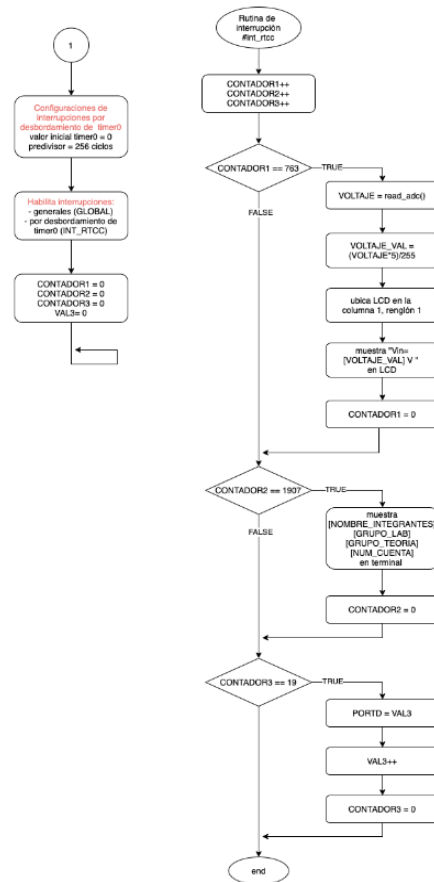 1
Configuraciones de
interrupciones por
desbordamiento de timer0
valor inicial timer0 = 0
predivisor = 256 ciclos
Habilita interrupciones:
- generales (GLOBAL)
- por desbordamiento de
timer0 (INT_RTCC)
CONTADOR1 = 0
CONTADOR2 = 0
CONTADOR3 = 0
VAL3= 0
Rutina de
interrupción
#int_rtcc
CONTADOR1++
CONTADOR2++
CONTADOR3++
CONTADOR1 == 763
TRUE
FALSE
VOLTAJE = read_adc()
VOLTAJE_VAL =
(VOLTAJE*5)/255
ubica LCD en la
columna 1, renglón 1
muestra "Vin=
[VOLTAJE_VAL] V "
en LCD
CONTADOR1 = 0
CONTADOR2 == 1907
TRUE
FALSE
muestra
[NOMBRE_INTEGRANTES]
[GRUPO_LAB]
[GRUPO_TEORIA]
[NUM_CUENTA]
en terminal
CONTADOR2 = 0
CONTADOR3 == 19
TRUE
PORTD = VAL3
VAL3++
CONTADOR3 = 0
end